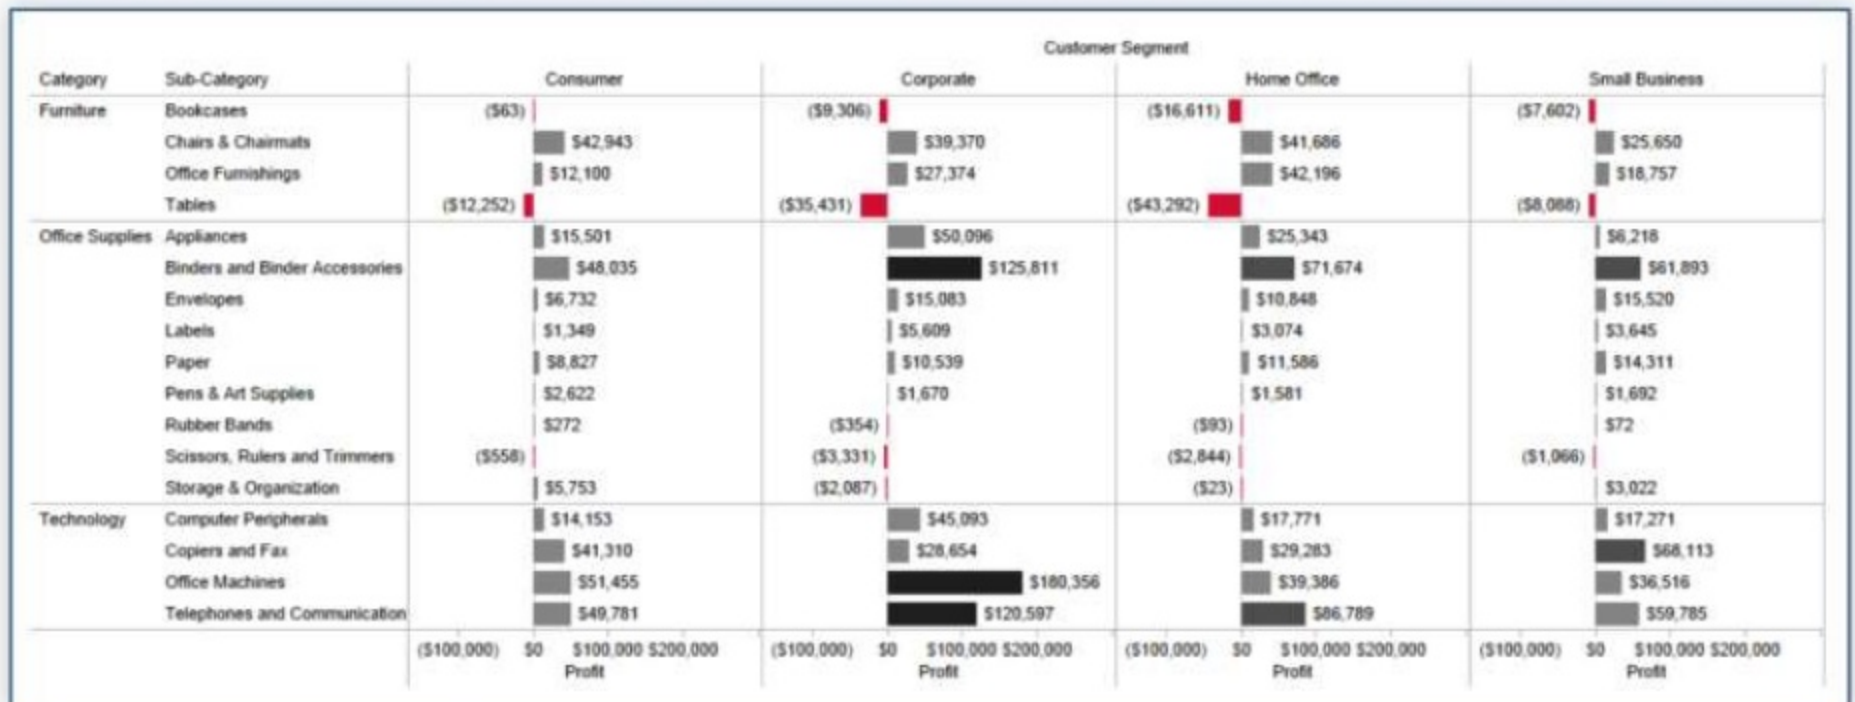 Customer Segment
Category Sub-Category Consumer Corporate Home Office Small Business
Furniture Bookcases ($63) ($9,306) ($16,611) ($7,602)
Chairs & Chairmats $42,943 $39,370 $41,686 $25,650
Office Furnishings $12,100 $27,374 $42,196 $18,757
Tables ($12,252) ($35,431) ($43,292) ($8,088)
Office Supplies Appliances $15,501 $50,096 $25,343 $6,218
Binders and Binder Accessories $48,035 $125,811 $71,674 $61,893
Envelopes $6,732 $15,083 $10,848 $15,520
Labels $1,349 $5,609 $3,074 $3,645
Paper $8,827 $10,539 $11,586 $14,311
Pens & Art Supplies $2,622 $1,670 $1,581 $1,692
Rubber Bands $272 ($354) ($93) $72
Scissors, Rulers and Trimmers ($558) ($3,331) ($2,844) ($1,066)
Storage & Organization $5,753 ($2,087) ($23) $3,022
Technology Computer Peripherals $14,153 $45,093 $17,771 $17,271
Copiers and Fax $41,310 $28,654 $29,283 $68,113
Office Machines $51,455 $180,356 $39,386 $36,516
Telephones and Communication $49,781 $120,597 $86,789 $59,785
($100,000) $0 $100,000 $200,000 ($100,000) $0 $100,000 $200,000 ($100,000) $0 $100,000 $200,000 ($100,000) $0 $100,000 $200,000
Profit Profit Profit Profit